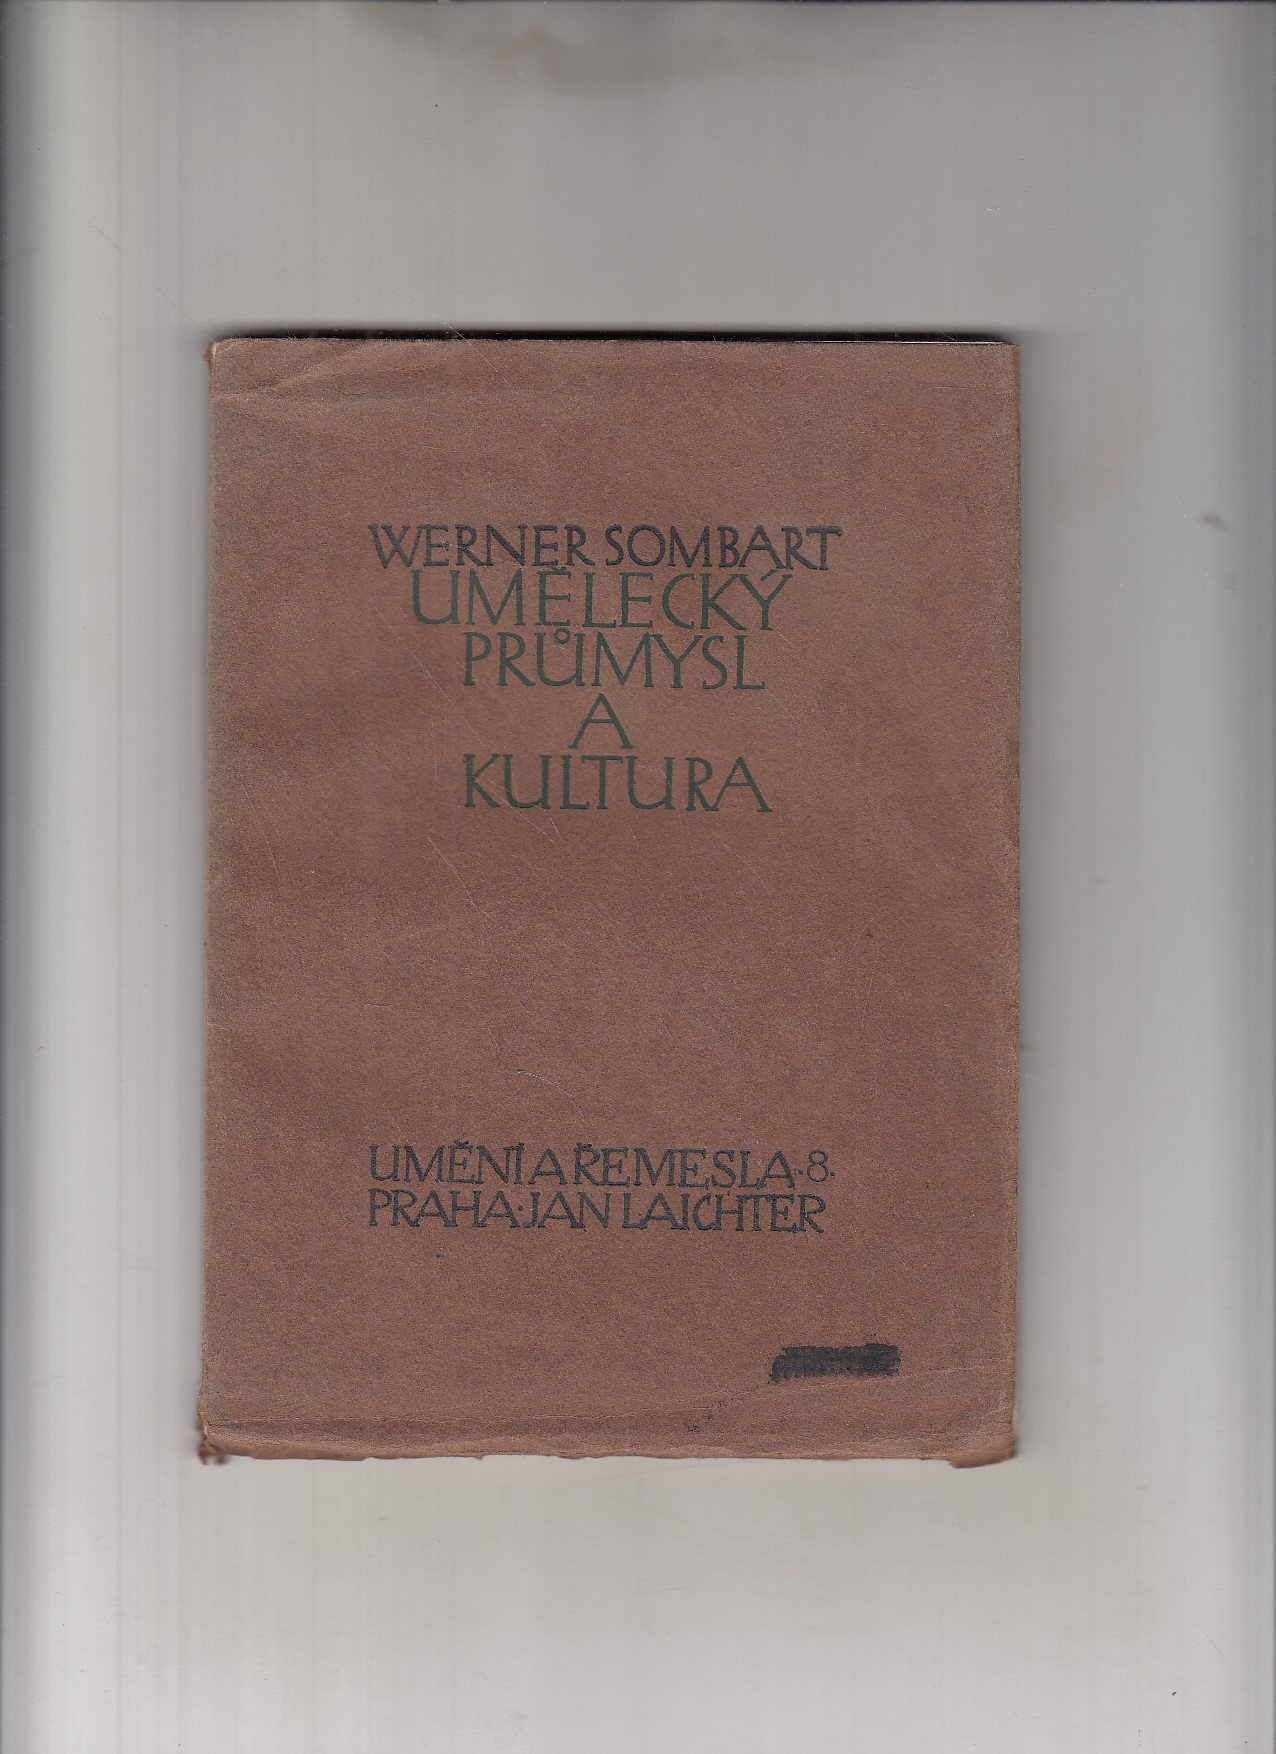 WERNER SOMBART
UMĚLECKÝ
PRŮMYSL
A
KULTURA
UMĚNÍ A ŘEMESLA · 8 ·
PRAHA · JAN LAICHTER